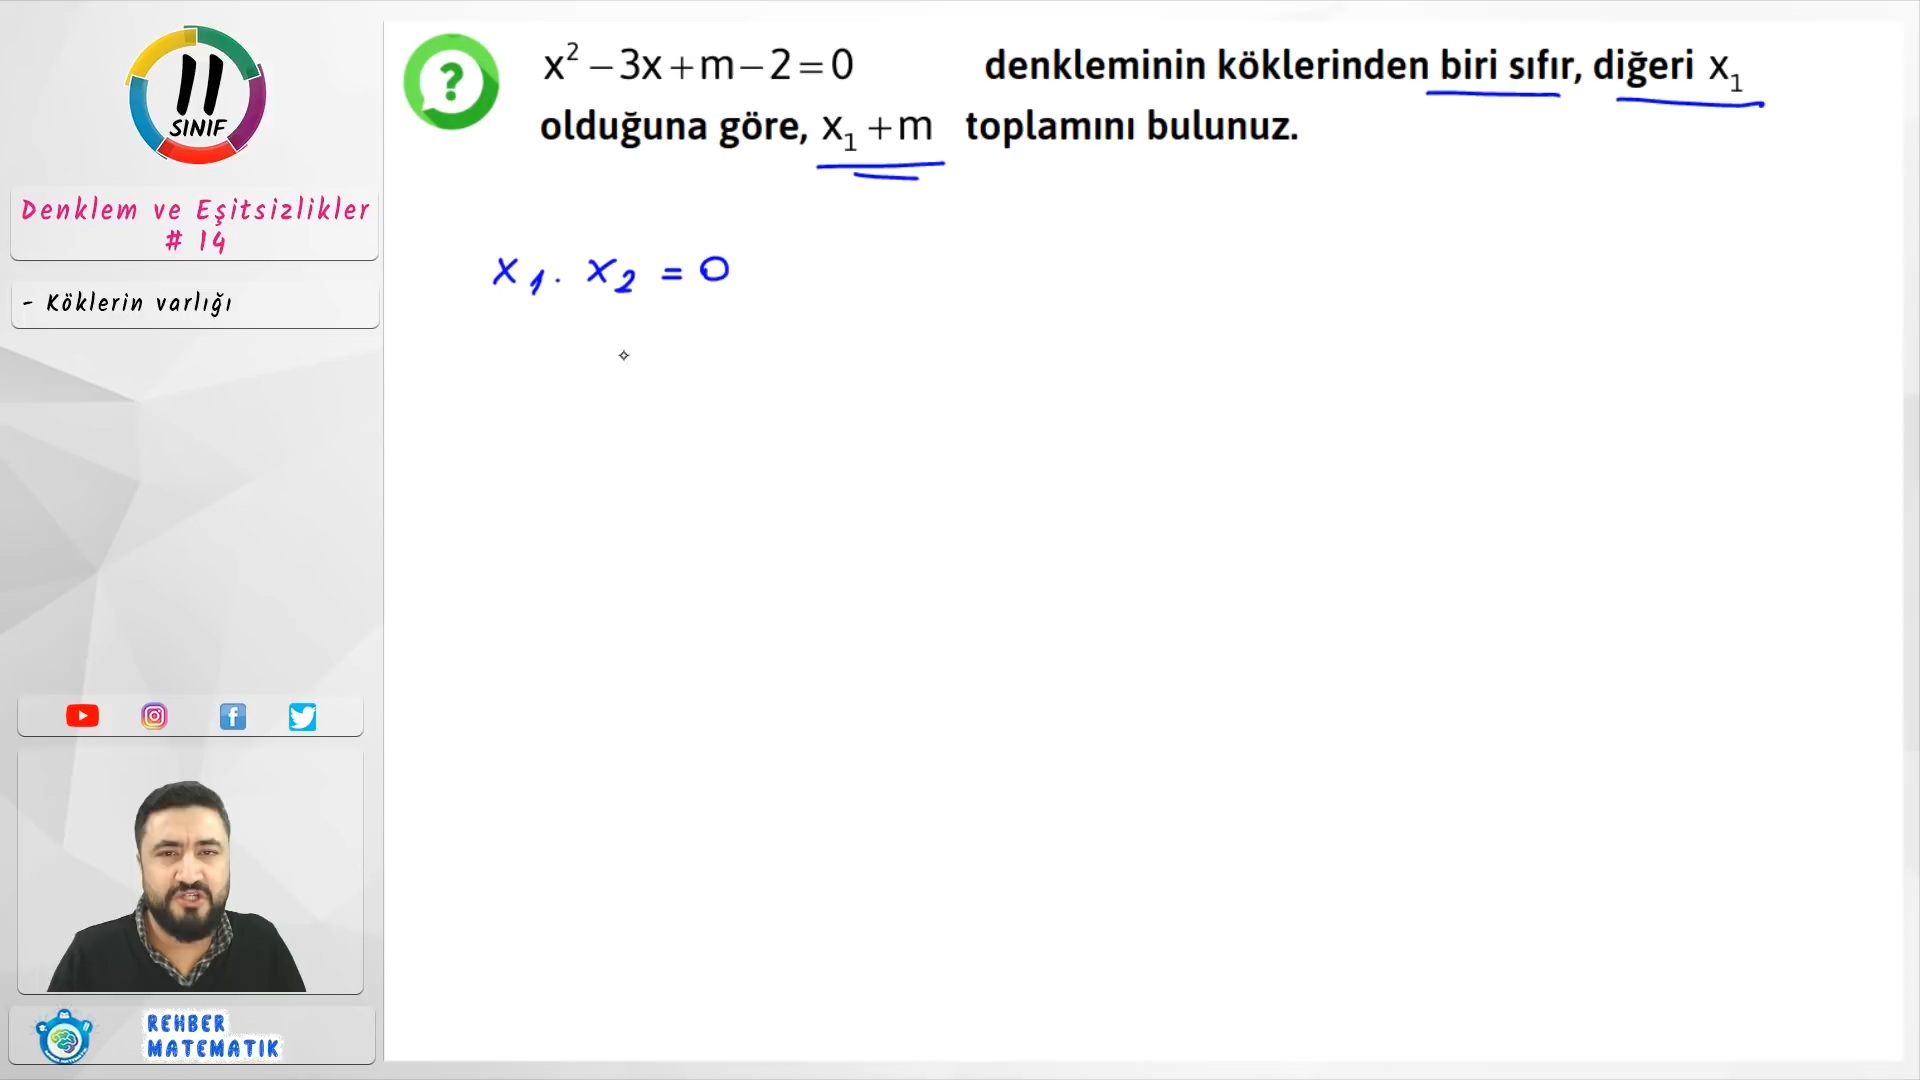 11
SINIF
Denklem ve Eşitsizlikler
# 14
- Köklerin varlığı
x² − 3x + m − 2 = 0 denkleminin köklerinden biri sıfır, diğeri x₁
olduğuna göre, x₁ + m toplamını bulunuz.
x₁ . x₂ = 0
REHBER
MATEMATİK